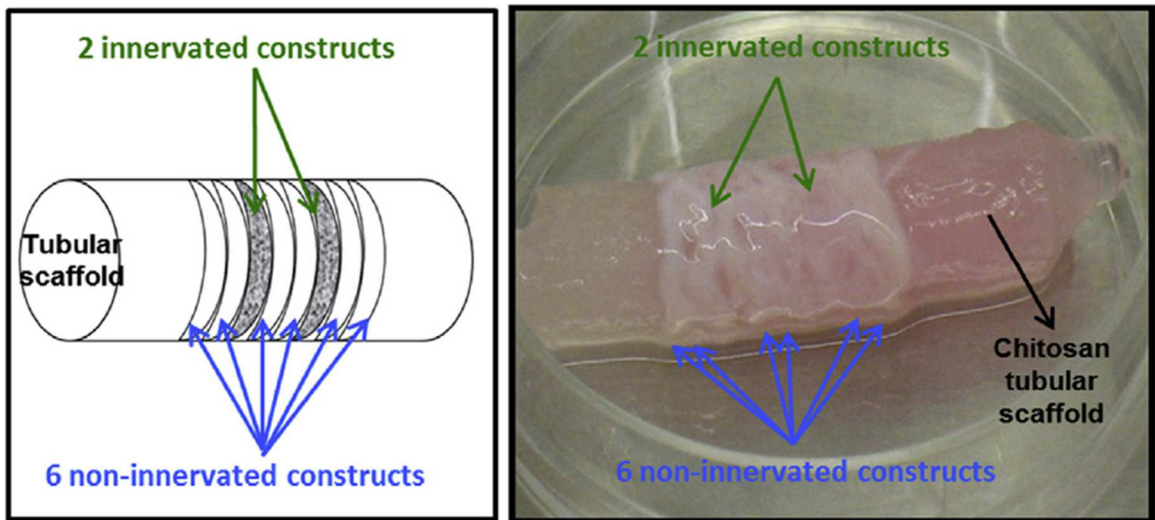 2 innervated constructs
Tubular
scaffold
6 non-innervated constructs
2 innervated constructs
Chitosan
tubular
scaffold
6 non-innervated constructs